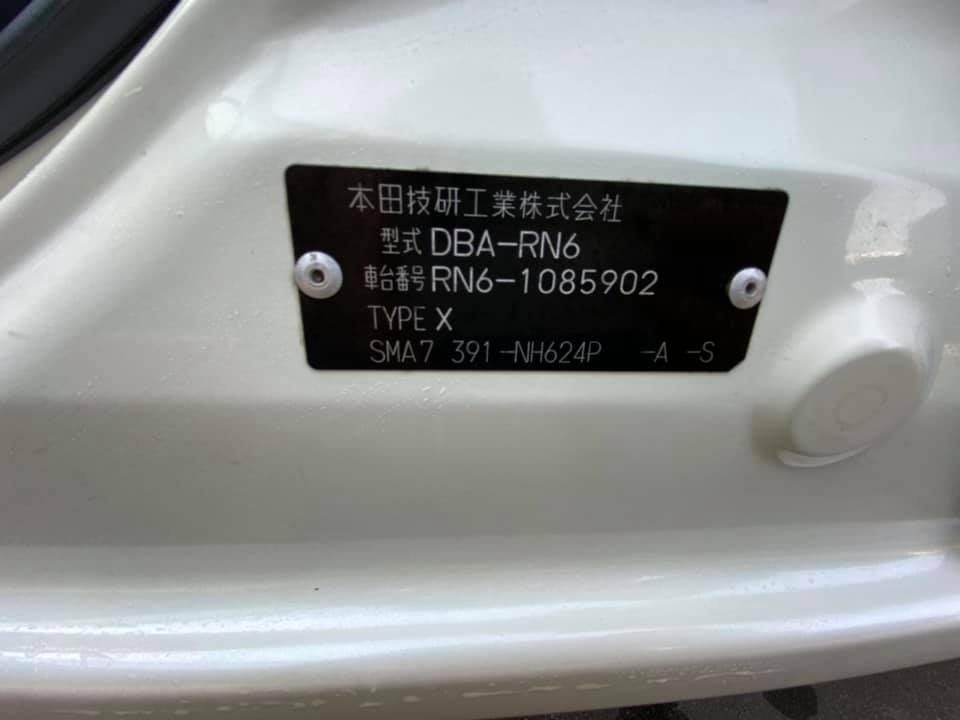 本田技研工業株式会社
型式 DBA-RN6
車台番号 RN6-1085902
TYPE X
SMA7 391-NH624P -A -S